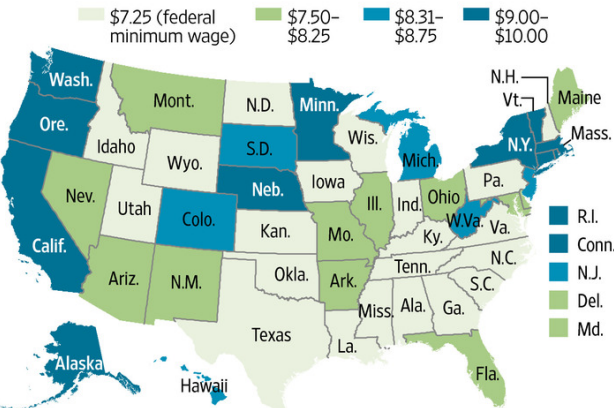 $7.25 (federal
minimum wage)
$7.50–
$8.25
$8.31–
$8.75
$9.00–
$10.00
Wash.
Mont.
N.D.
Minn.
N.H.
Vt.
Maine
Ore.
Idaho
S.D.
Wis.
Mich.
N.Y.
Mass.
Wyo.
Neb.
Iowa
Pa.
Nev.
Utah
Colo.
Ill.
Ind.
Ohio
W.Va.
Va.
R.I.
Calif.
Kan.
Mo.
Ky.
Conn.
N.C.
N.J.
Ariz.
N.M.
Okla.
Ark.
Tenn.
S.C.
Del.
Miss.
Ala.
Ga.
Md.
Texas
La.
Alaska
Hawaii
Fla.